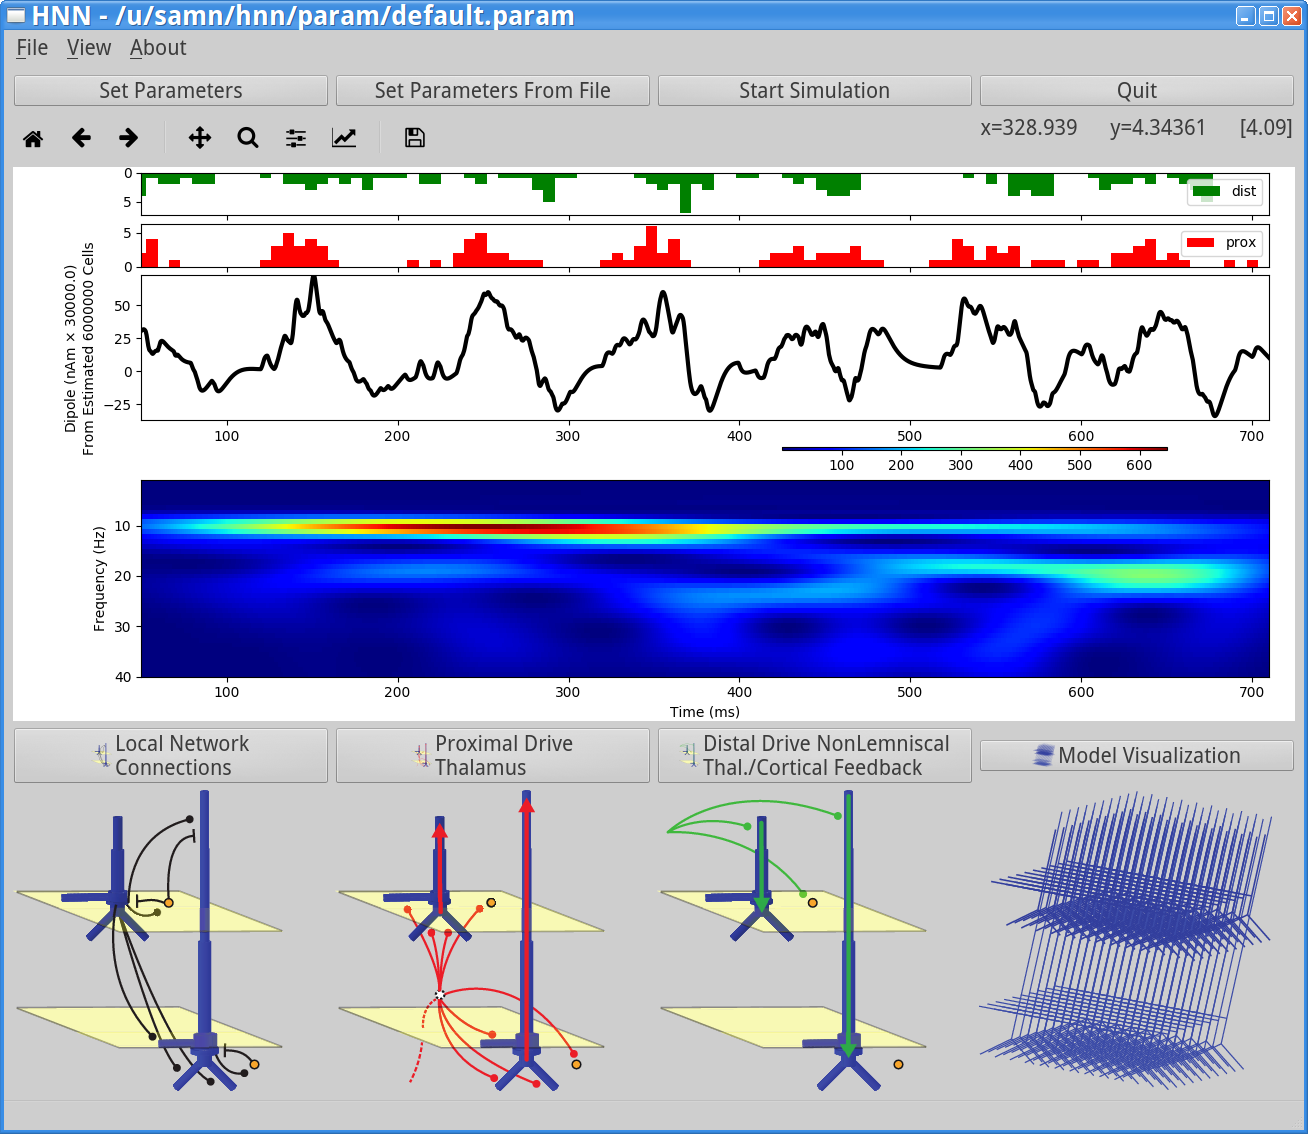 HNN - /u/samn/hnn/param/default.param
File View About
Set Parameters Set Parameters From File Start Simulation Quit
x=328.939 y=4.34361 [4.09]
0
5
dist
5
0
prox
Dipole (nAm × 30000.0)
From Estimated 6000000 Cells
50
25
0
−25
100 200 300 400 500 600 700
100 200 300 400 500 600
Frequency (Hz)
10
20
30
40
100 200 300 400 500 600 700
Time (ms)
Local Network
Connections
Proximal Drive
Thalamus
Distal Drive NonLemniscal
Thal./Cortical Feedback
Model Visualization